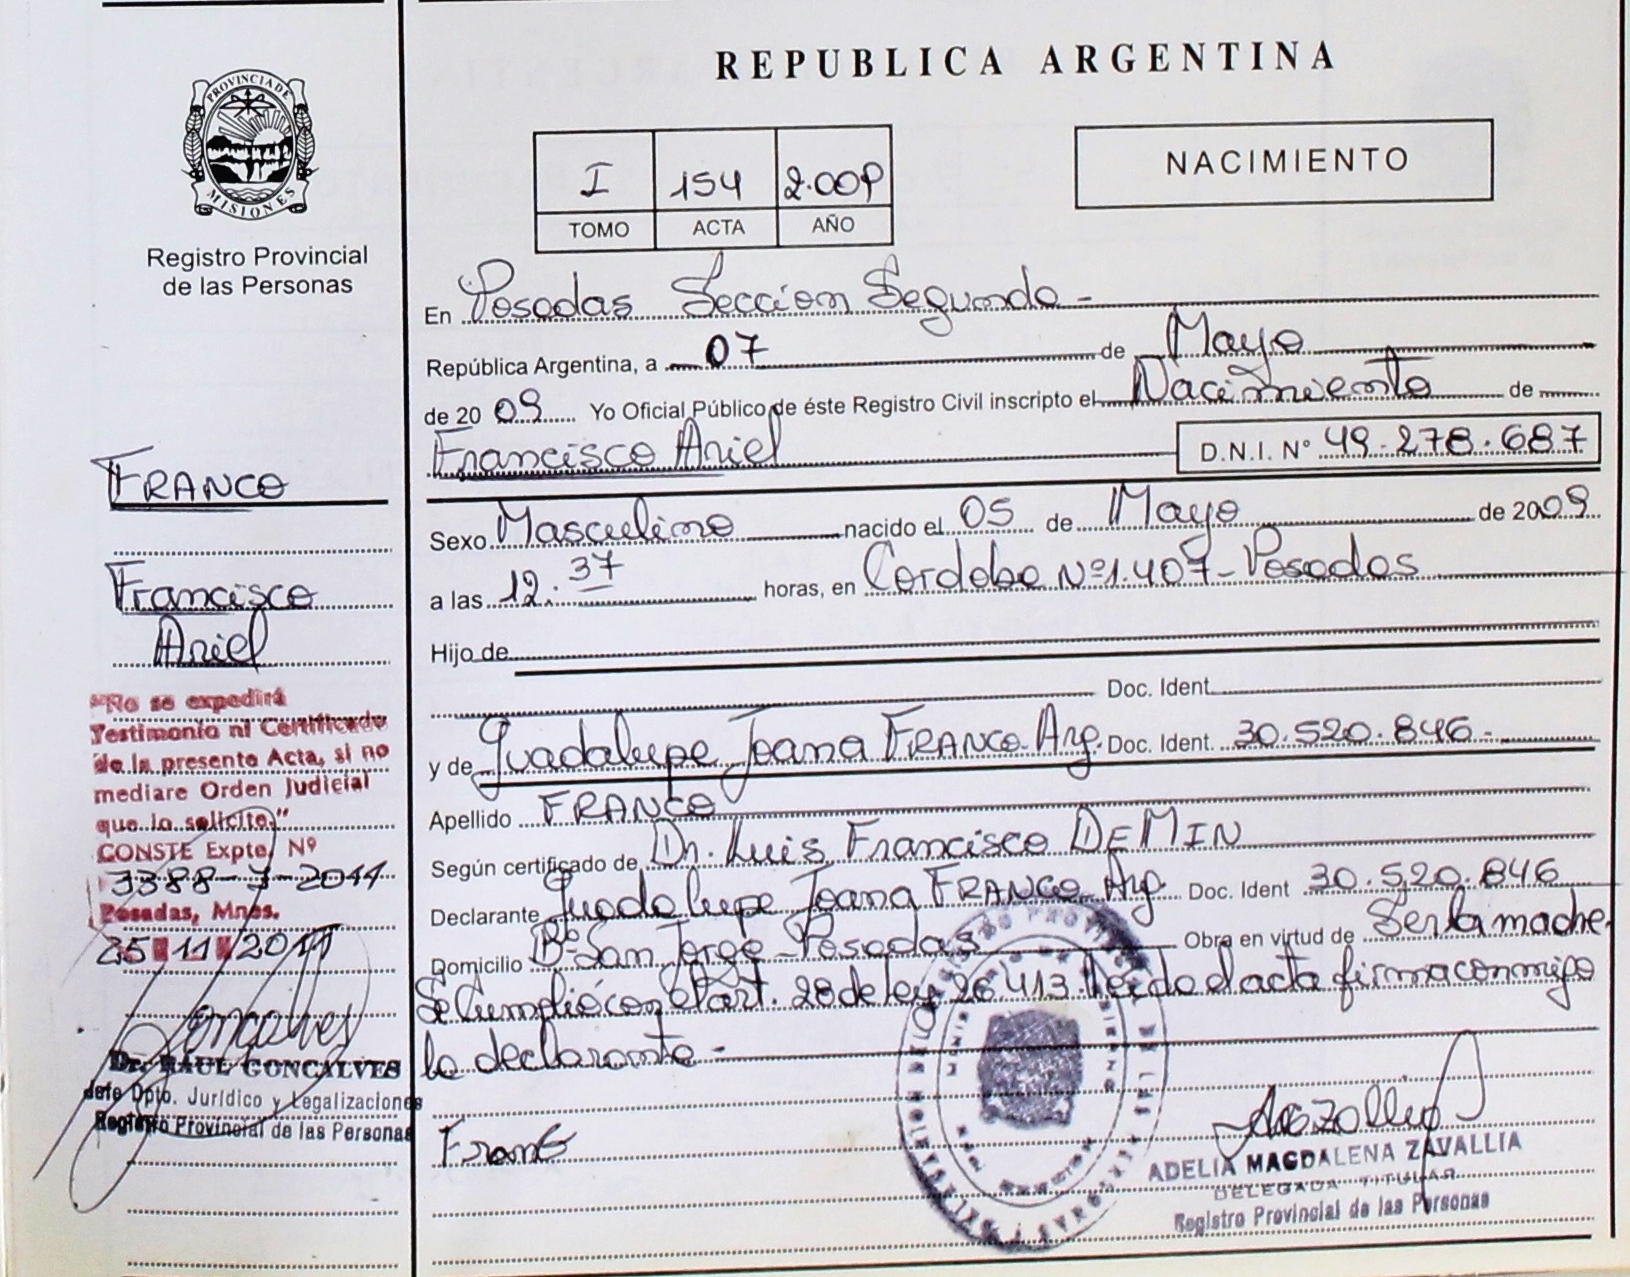 PROVINCIA DE
MISIONES
Registro Provincial
de las Personas
FRANCO
Francisco
Ariel
"No se expedirá
Testimonio ni Certificado
de la presente Acta, si no
mediare Orden Judicial
que lo solicite."
CONSTE Expte. Nº
3388-J-2011
Posadas, Mnes.
25 11 2011
Goncalves
Dr. RAUL GONCALVES
Jefe Dpto. Jurídico y Legalizaciones
Registro Provincial de las Personas
REPUBLICA ARGENTINA
I 154 2.009
TOMO ACTA AÑO
NACIMIENTO
En Posadas Sección Segunda -
República Argentina, a 07 de Mayo
de 20 09 Yo Oficial Público de éste Registro Civil inscripto el Nacimiento de
Francisco Ariel D.N.I. Nº 49.278.687
Sexo Masculino nacido el 05 de Mayo de 2009
a las 12:37 horas, en Cordoba Nº1.407-Posadas
Hijo de
Doc. Ident.
y de Guadalupe Joana FRANCO-Arg. Doc. Ident. 30.520.846-
Apellido FRANCO
Según certificado de Dr. Luis Francisco DEMIN
Declarante Guadalupe Joana FRANCO Arg. Doc. Ident 30.520.846
Domicilio Bº San Jorge-Posadas Obra en virtud de Ser la madre.
Se Cumplió con el art. 28 de ley 26.413. Leída el acta firma conmigo
la declarante-
Franco
ADELIA MAGDALENA ZAVALLIA
DELEGADA TITULAR
Registro Provincial de las Personas